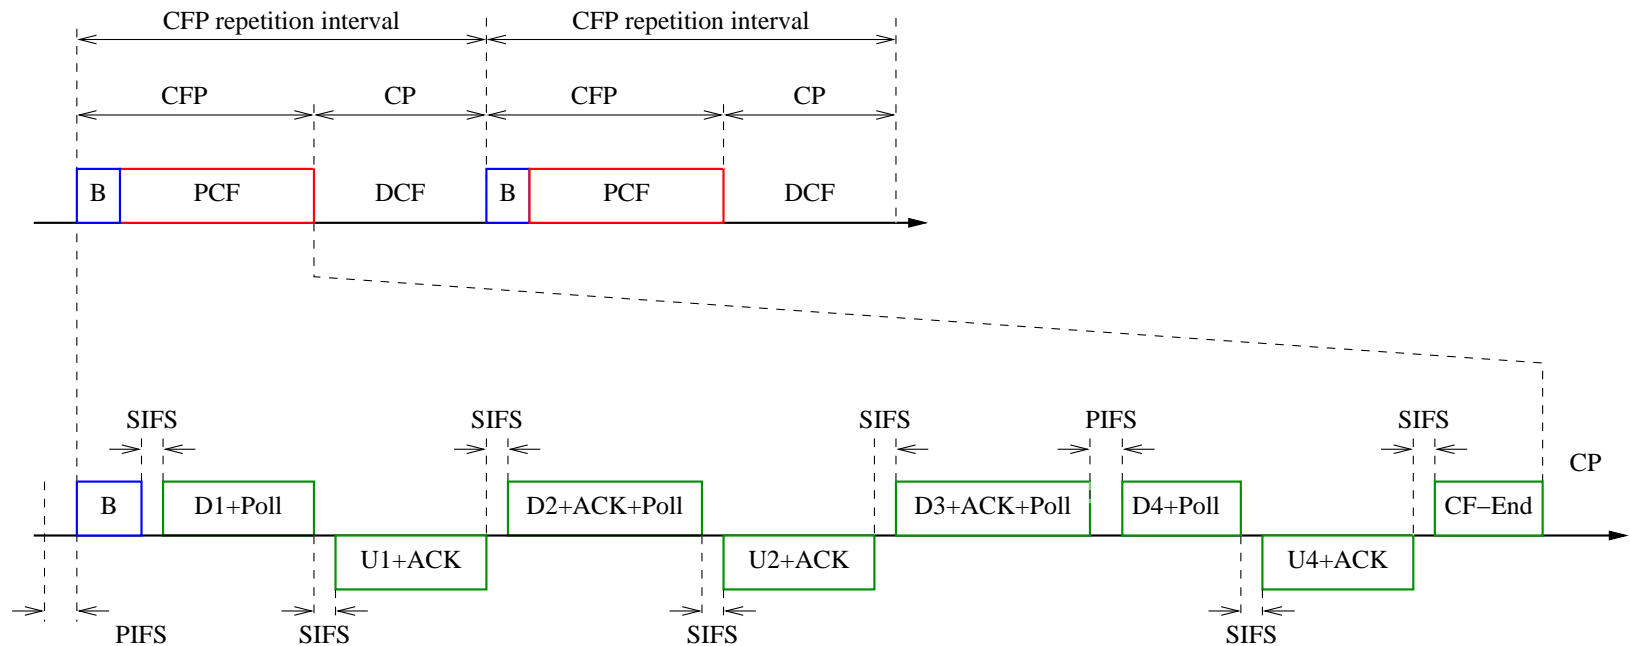 CFP repetition interval CFP repetition interval
CFP CP CFP CP
B PCF DCF B PCF DCF
SIFS SIFS SIFS PIFS SIFS
CP
B D1+Poll D2+ACK+Poll D3+ACK+Poll D4+Poll CF−End
U1+ACK U2+ACK U4+ACK
PIFS SIFS SIFS SIFS